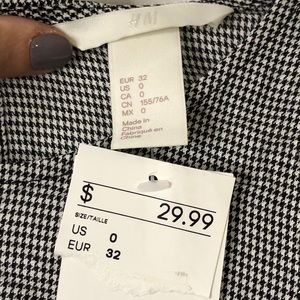 H&M
EUR 32
US 0
CA 0
CN 155/76A
MX 0
Made in
China
Fabriqué en
Chine
$ 29.99
SIZE/TAILLE
US 0
EUR 32